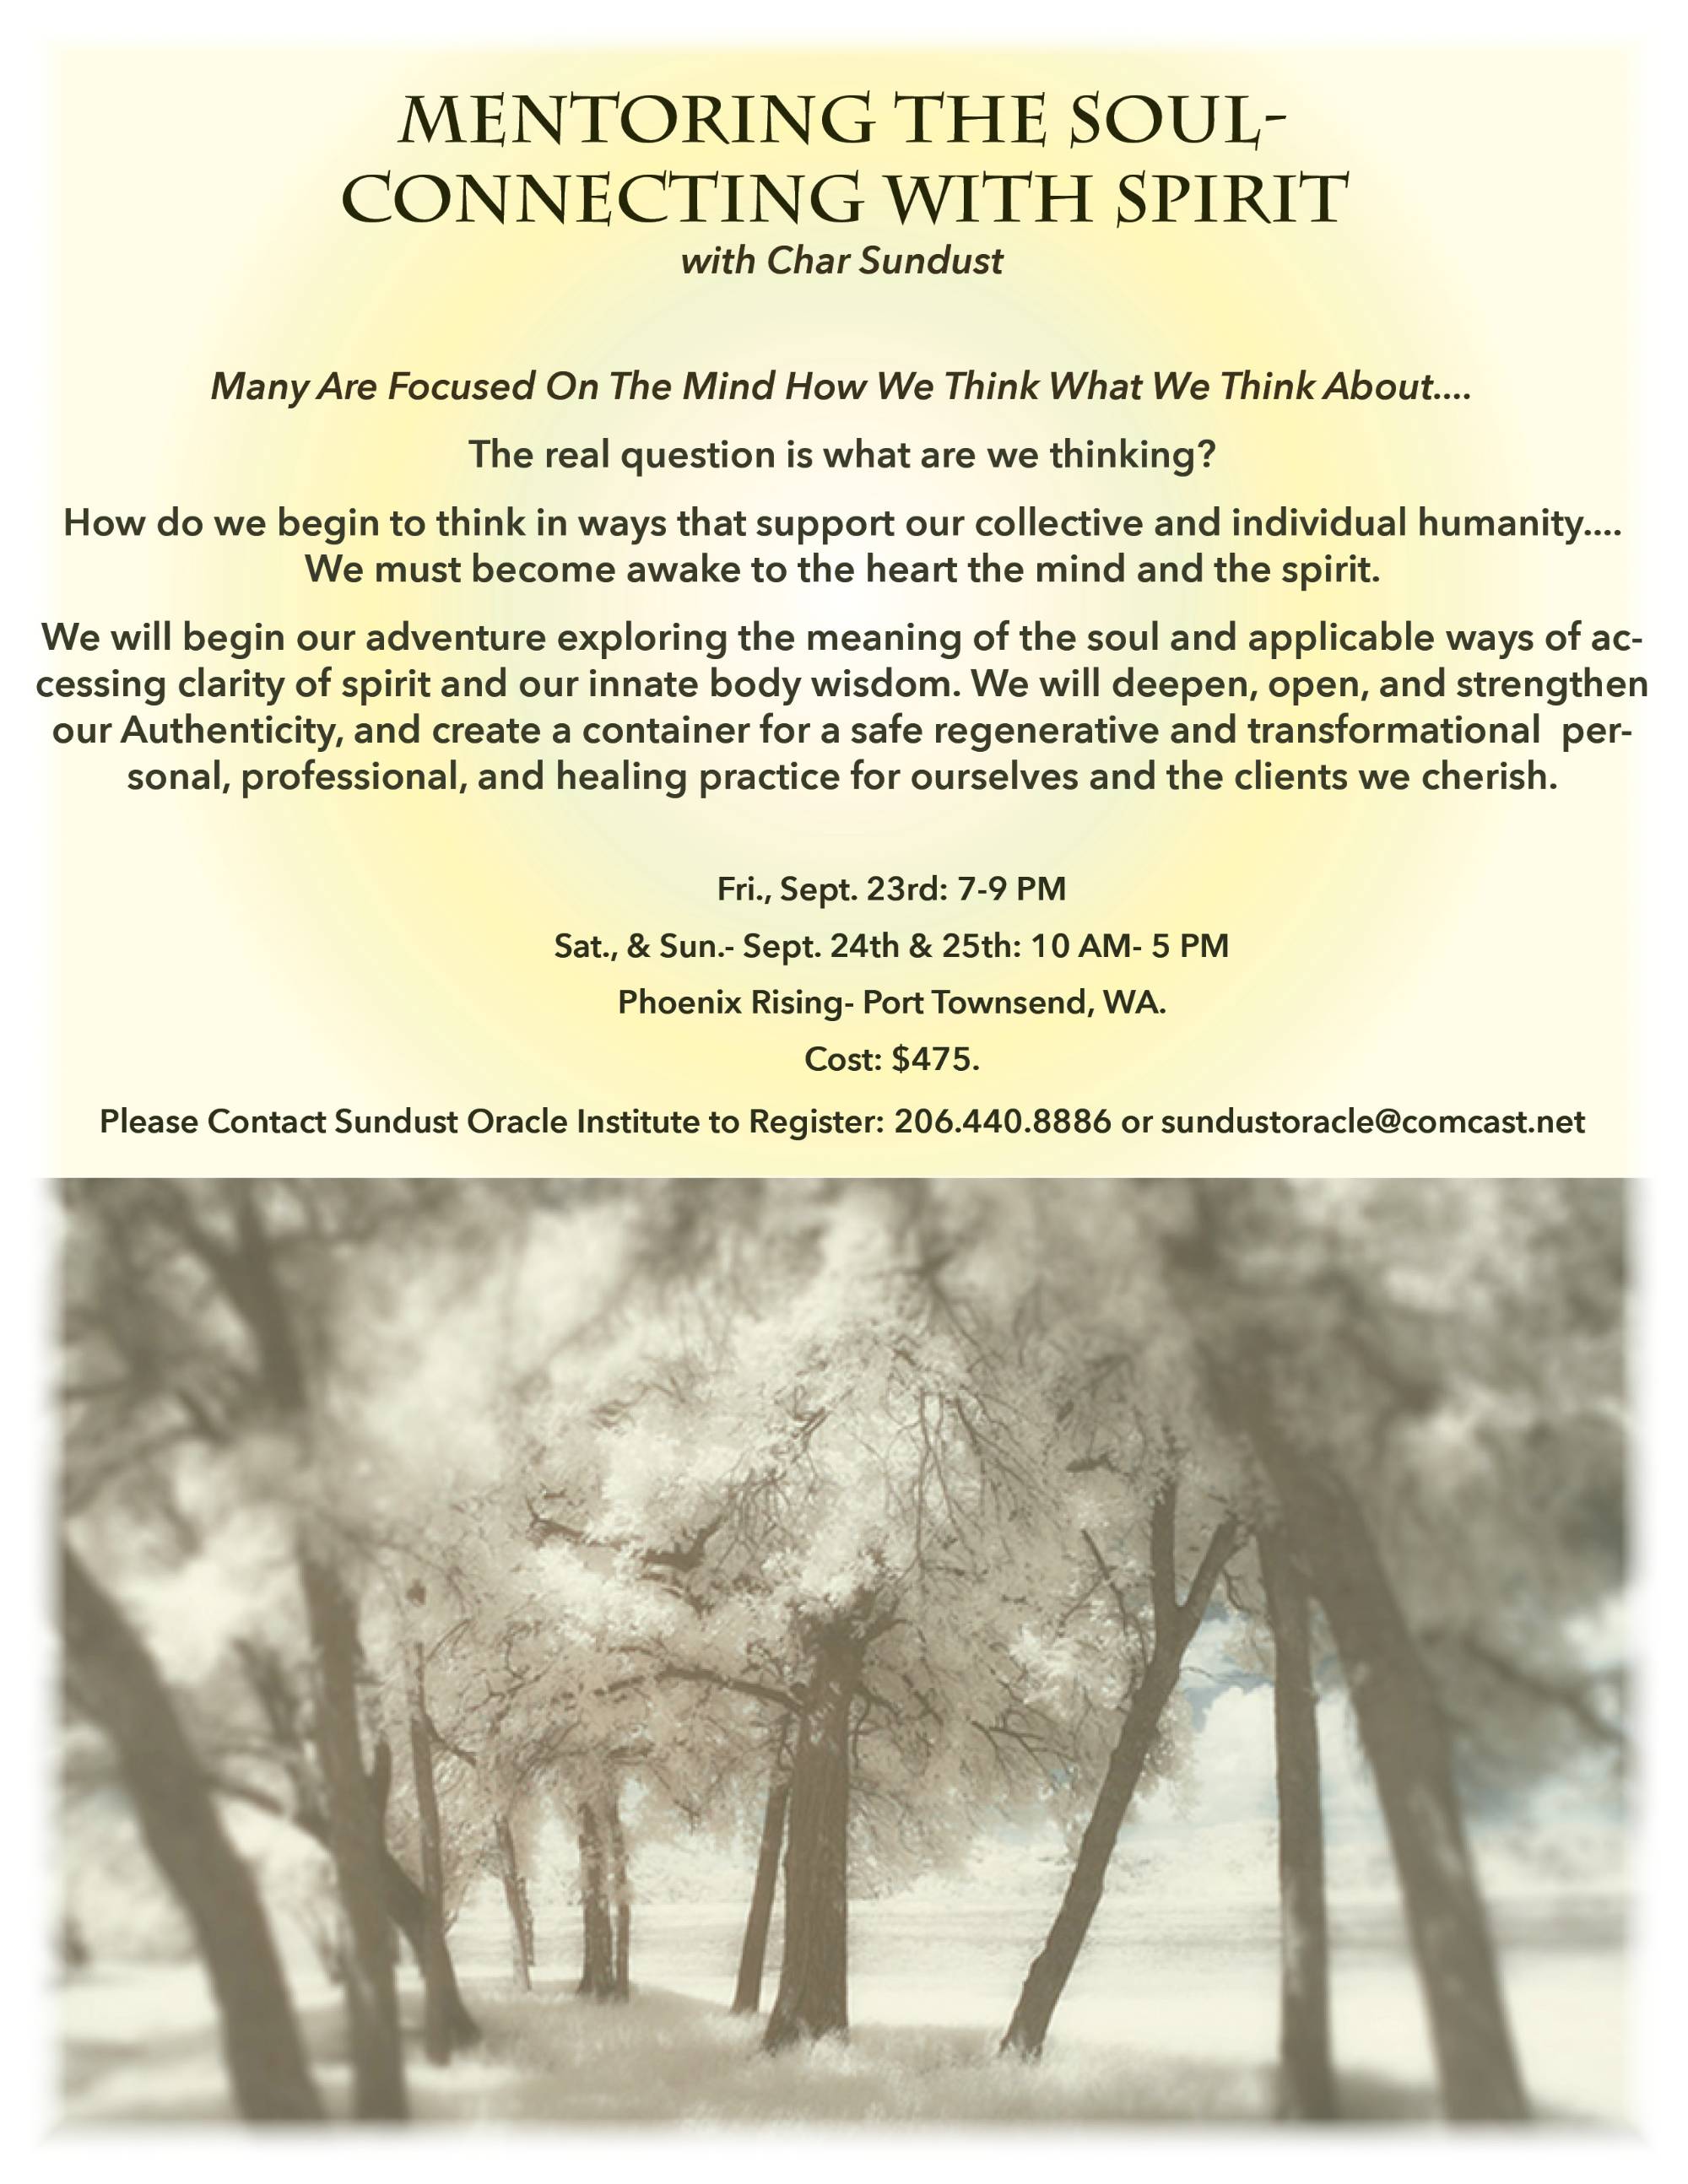 MENTORING THE SOUL-
CONNECTING WITH SPIRIT
with Char Sundust
Many Are Focused On The Mind How We Think What We Think About....
The real question is what are we thinking?
How do we begin to think in ways that support our collective and individual humanity....
We must become awake to the heart the mind and the spirit.
We will begin our adventure exploring the meaning of the soul and applicable ways of ac-
cessing clarity of spirit and our innate body wisdom. We will deepen, open, and strengthen
our Authenticity, and create a container for a safe regenerative and transformational  per-
sonal, professional, and healing practice for ourselves and the clients we cherish.
Fri., Sept. 23rd: 7-9 PM
Sat., & Sun.- Sept. 24th & 25th: 10 AM- 5 PM
Phoenix Rising- Port Townsend, WA.
Cost: $475.
Please Contact Sundust Oracle Institute to Register: 206.440.8886 or sundustoracle@comcast.net